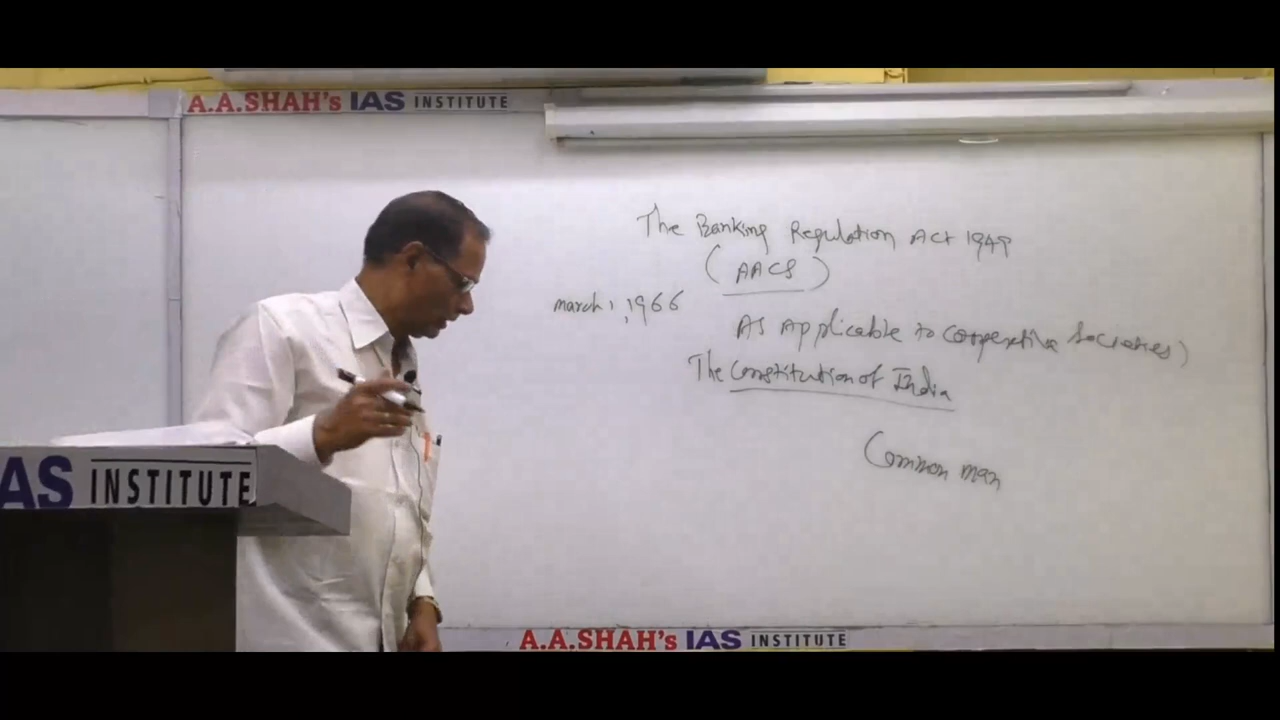 A.A.SHAH's IAS INSTITUTE
The Banking Regulation Act 1949
(AACS)
march 1, 1966
As Applicable to cooperative Societies)
The Constitution of India
Common man
IAS INSTITUTE
A.A.SHAH's IAS INSTITUTE